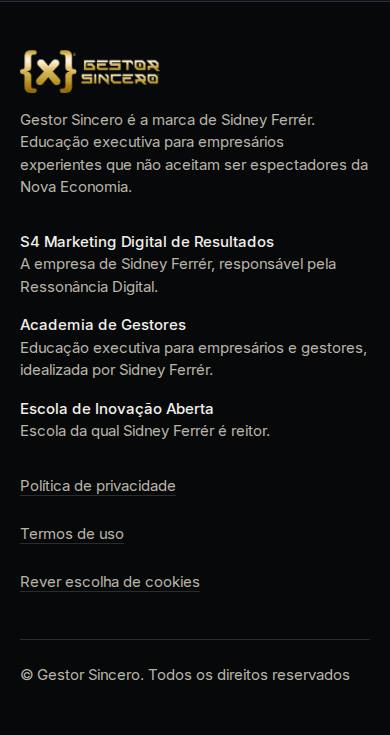 {x} GESTOR
SINCERO
Gestor Sincero é a marca de Sidney Ferrér.
Educação executiva para empresários
experientes que não aceitam ser espectadores da
Nova Economia.
S4 Marketing Digital de Resultados
A empresa de Sidney Ferrér, responsável pela
Ressonância Digital.
Academia de Gestores
Educação executiva para empresários e gestores,
idealizada por Sidney Ferrér.
Escola de Inovação Aberta
Escola da qual Sidney Ferrér é reitor.
Política de privacidade
Termos de uso
Rever escolha de cookies
© Gestor Sincero. Todos os direitos reservados